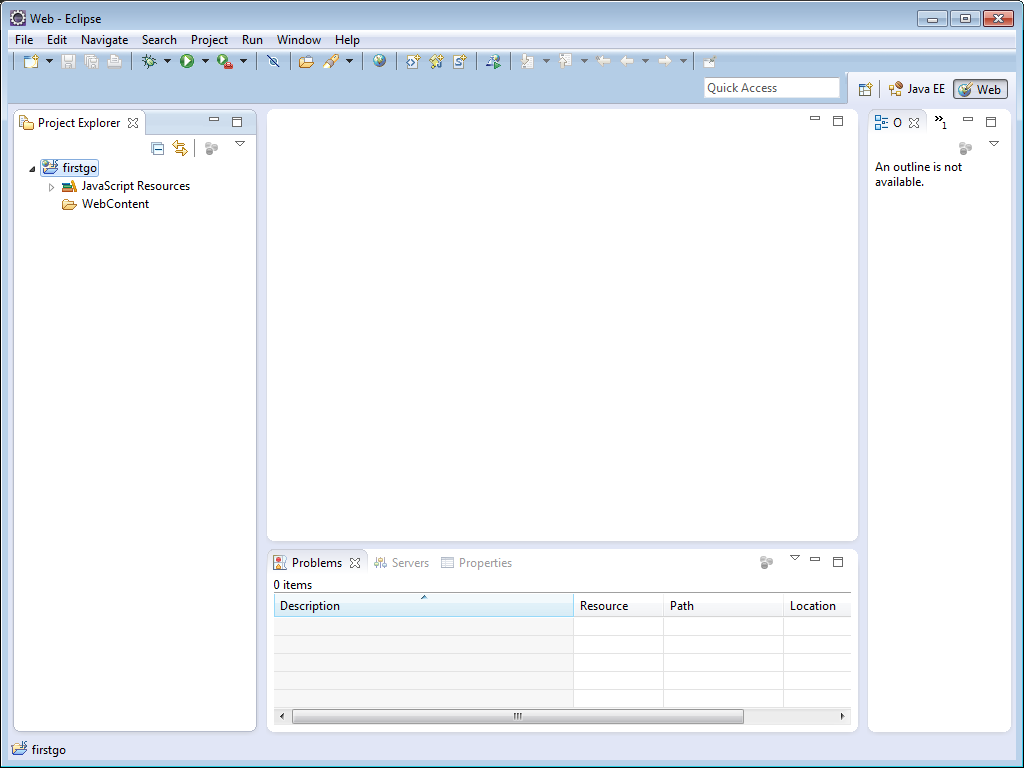 Web - Eclipse
File Edit Navigate Search Project Run Window Help
Quick Access
Java EE
Web
Project Explorer
firstgo
JavaScript Resources
WebContent
O
1
An outline is not
available.
Problems Servers Properties
0 items
Description Resource Path Location
firstgo